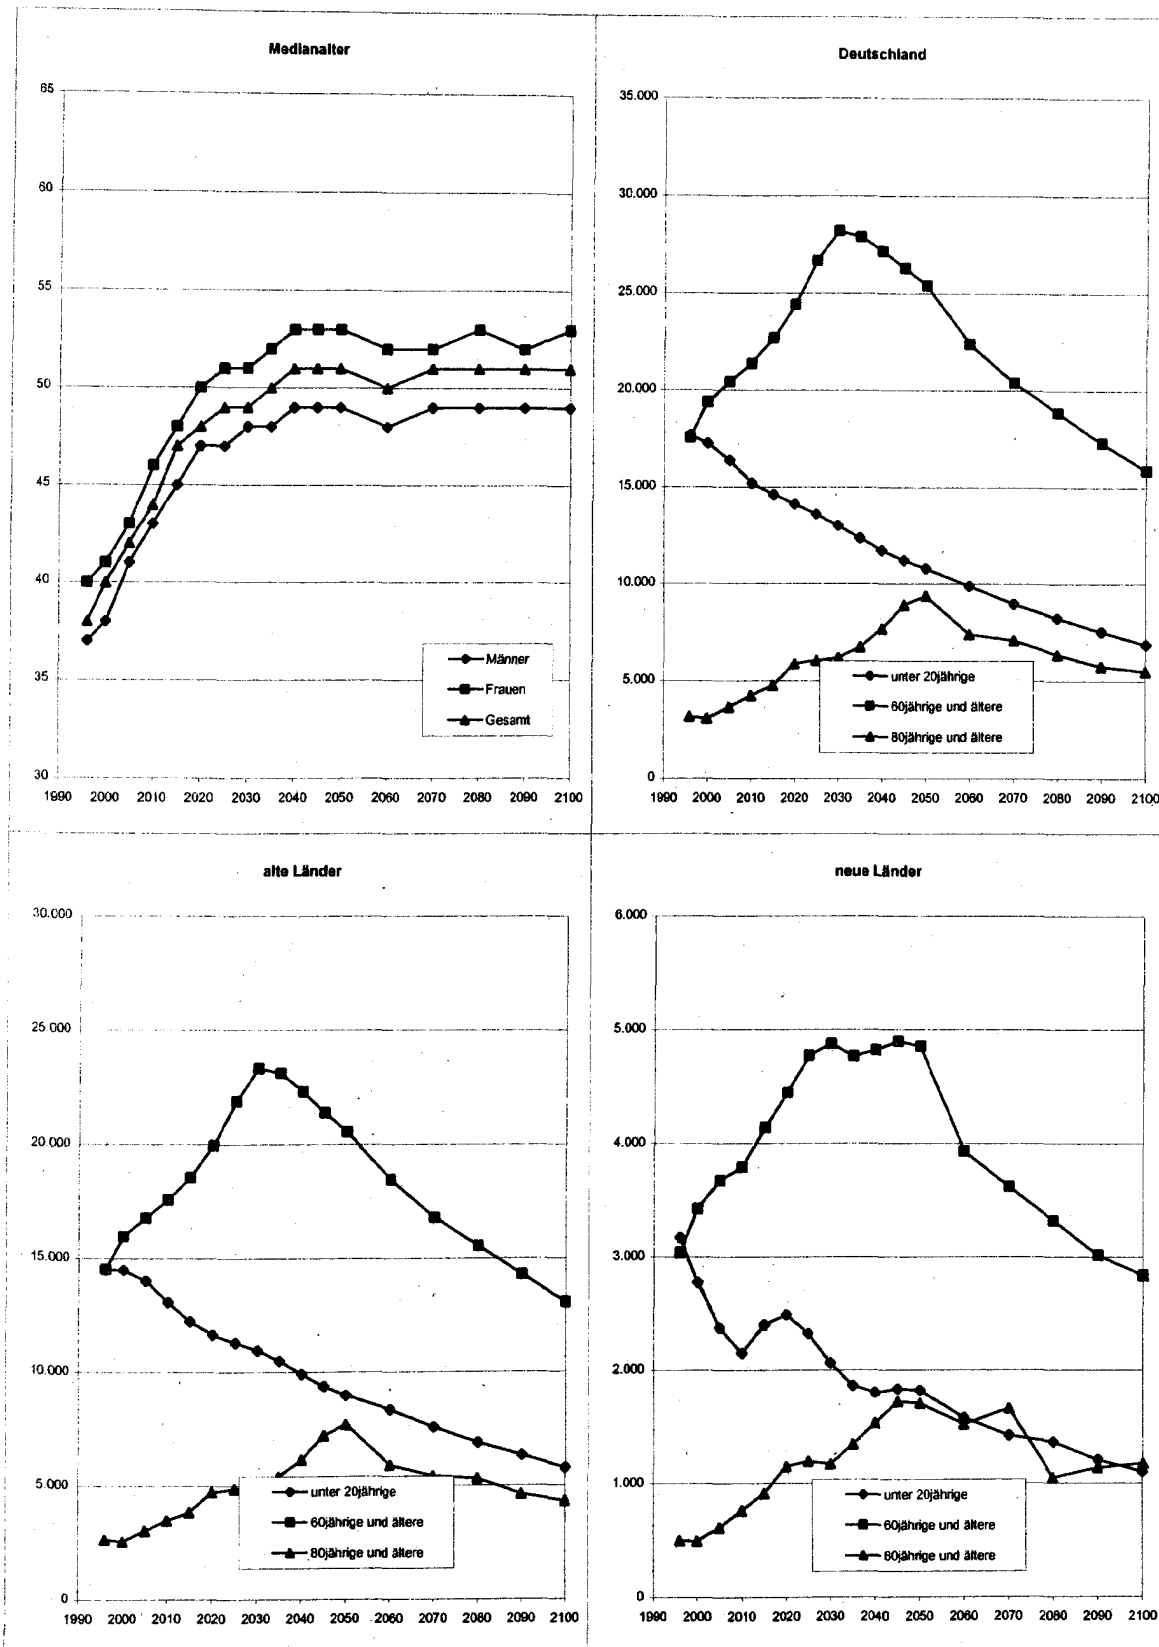 Medianalter
65
60
55
50
45
40
35
30
1990 2000 2010 2020 2030 2040 2050 2060 2070 2080 2090 2100
Männer
Frauen
Gesamt
Deutschland
35.000
30.000
25.000
20.000
15.000
10.000
5.000
0
1990 2000 2010 2020 2030 2040 2050 2060 2070 2080 2090 2100
unter 20jährige
60jährige und ältere
80jährige und ältere
alte Länder
30.000
25.000
20.000
15.000
10.000
5.000
0
1990 2000 2010 2020 2030 2040 2050 2060 2070 2080 2090 2100
unter 20jährige
60jährige und ältere
80jährige und ältere
neue Länder
6.000
5.000
4.000
3.000
2.000
1.000
0
1990 2000 2010 2020 2030 2040 2050 2060 2070 2080 2090 2100
unter 20jährige
60jährige und ältere
80jährige und ältere